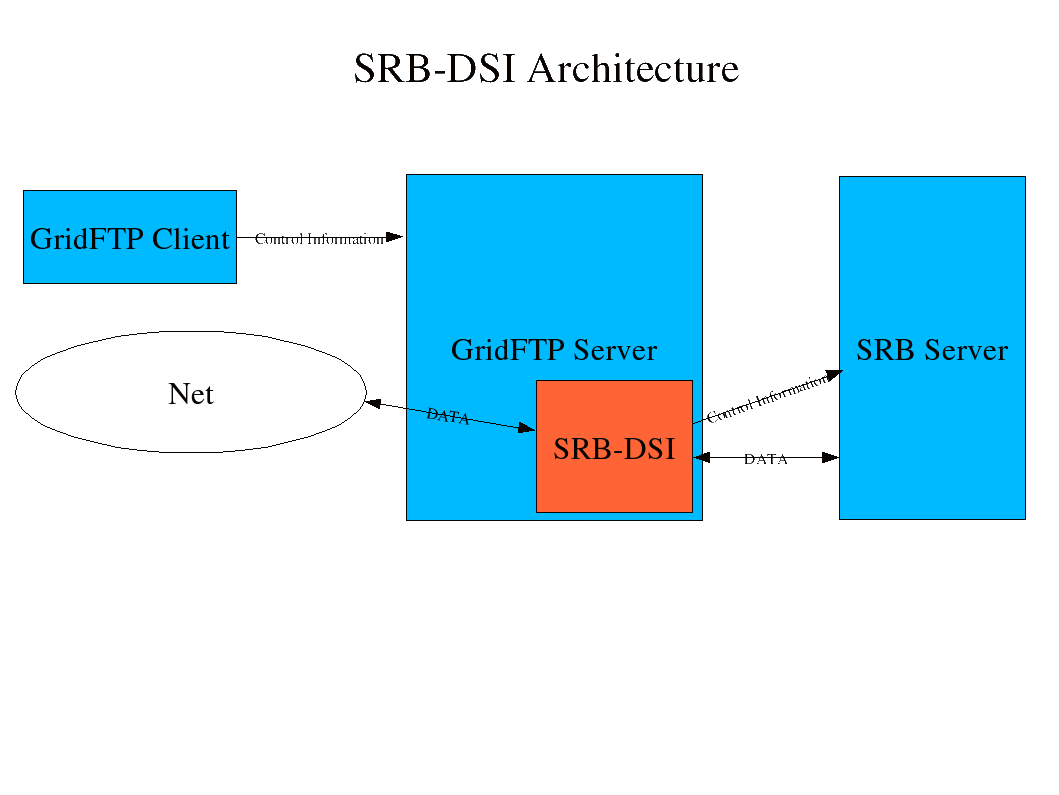 SRB-DSI Architecture
GridFTP Client
Control Information
GridFTP Server
SRB Server
Net
DATA
SRB-DSI
Control Information
DATA